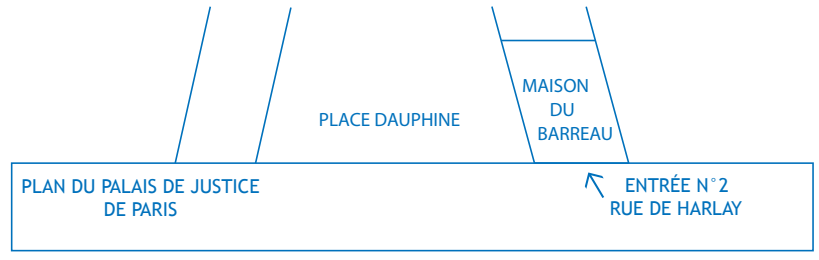 MAISON
DU
BARREAU
PLACE DAUPHINE
PLAN DU PALAIS DE JUSTICE
DE PARIS
ENTRÉE N°2
RUE DE HARLAY